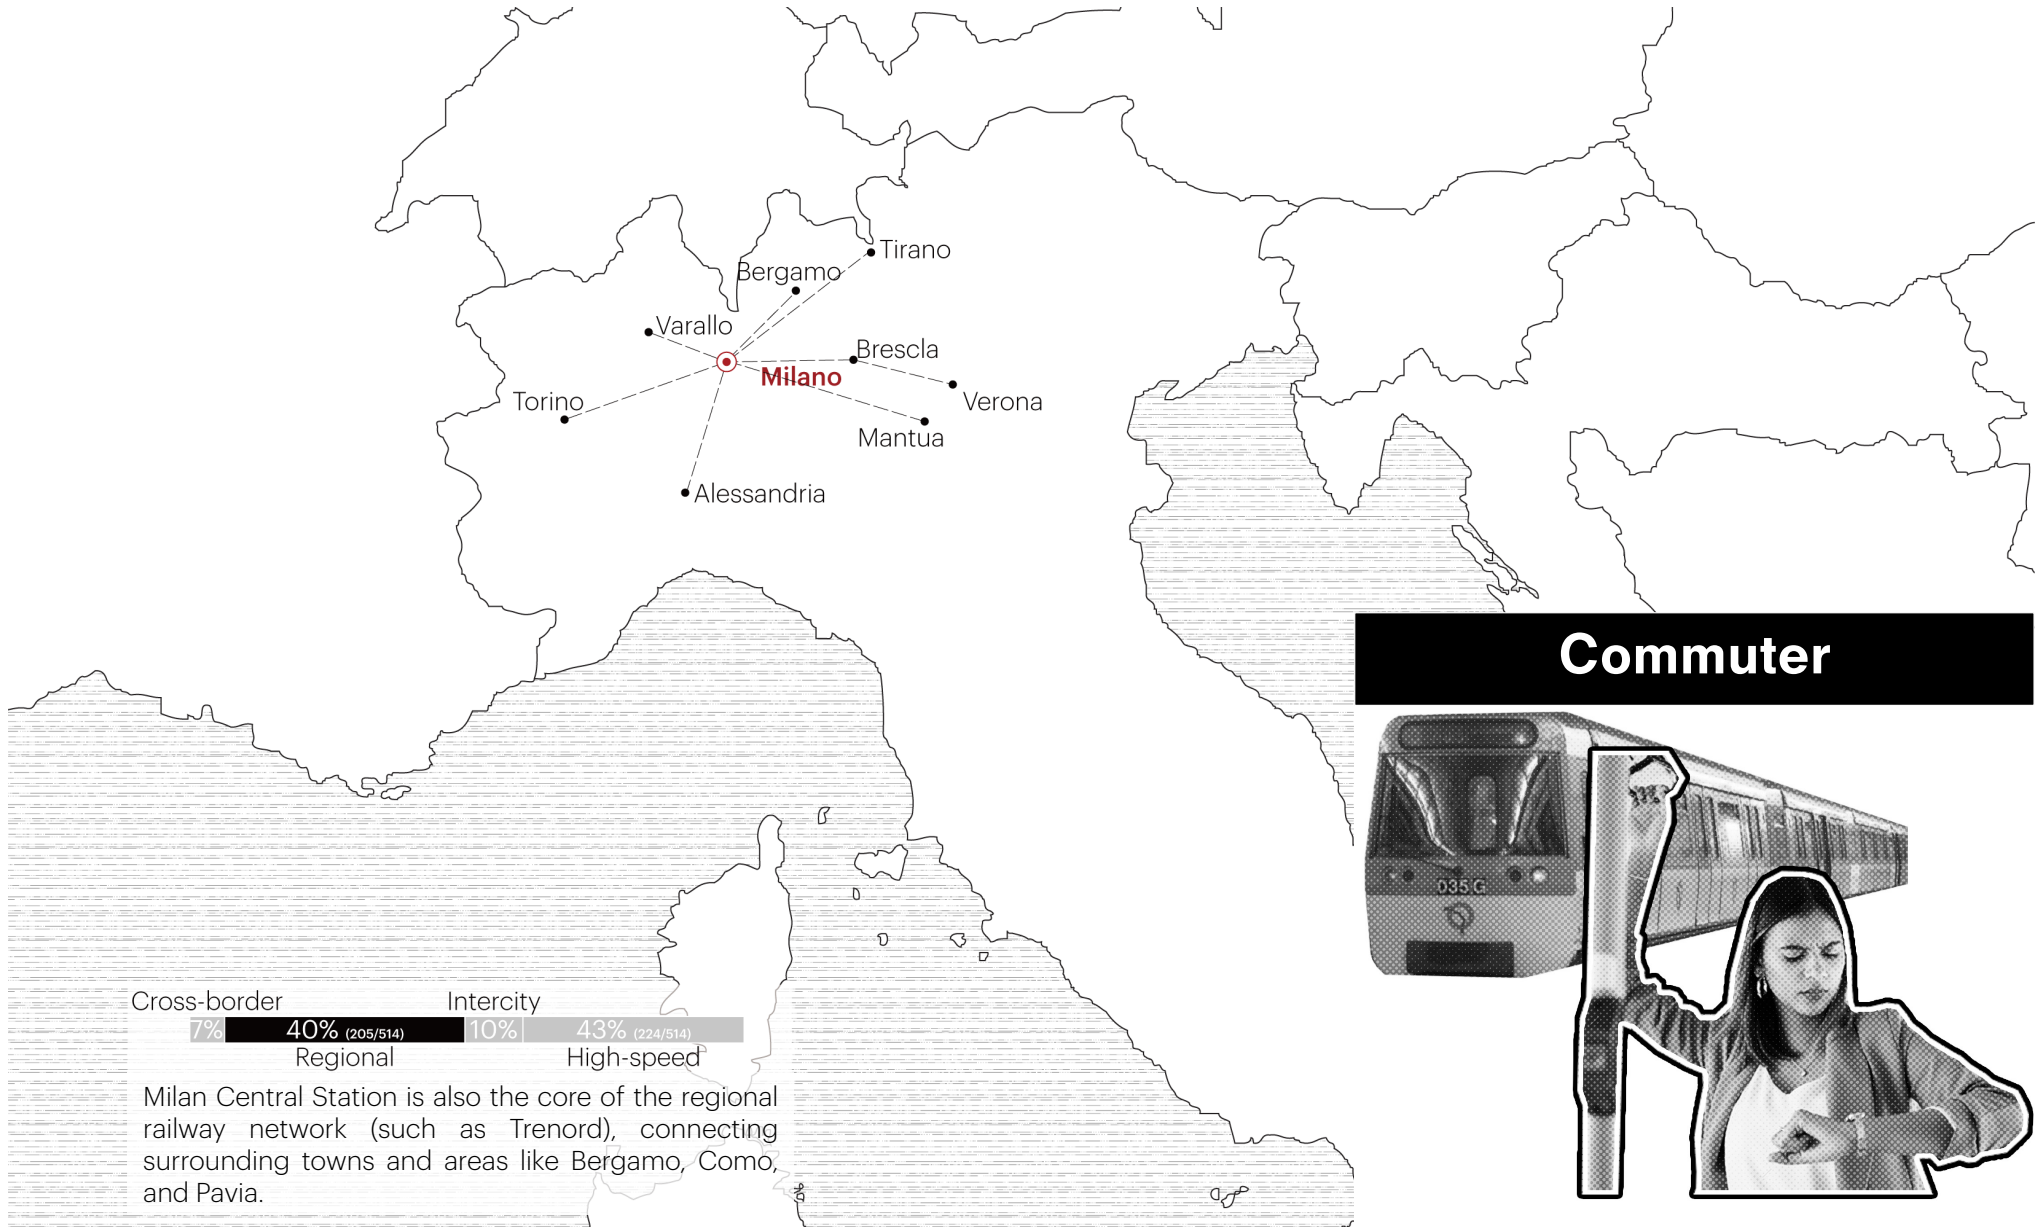 Tirano
Bergamo
Varallo
Brescla
Milano
Torino
Verona
Mantua
Alessandria
Commuter
035 G
Cross-border
Intercity
7%
40% (205/514)
10%
43% (224/514)
Regional
High-speed
Milan Central Station is also the core of the regional
railway network (such as Trenord), connecting
surrounding towns and areas like Bergamo, Como,
and Pavia.